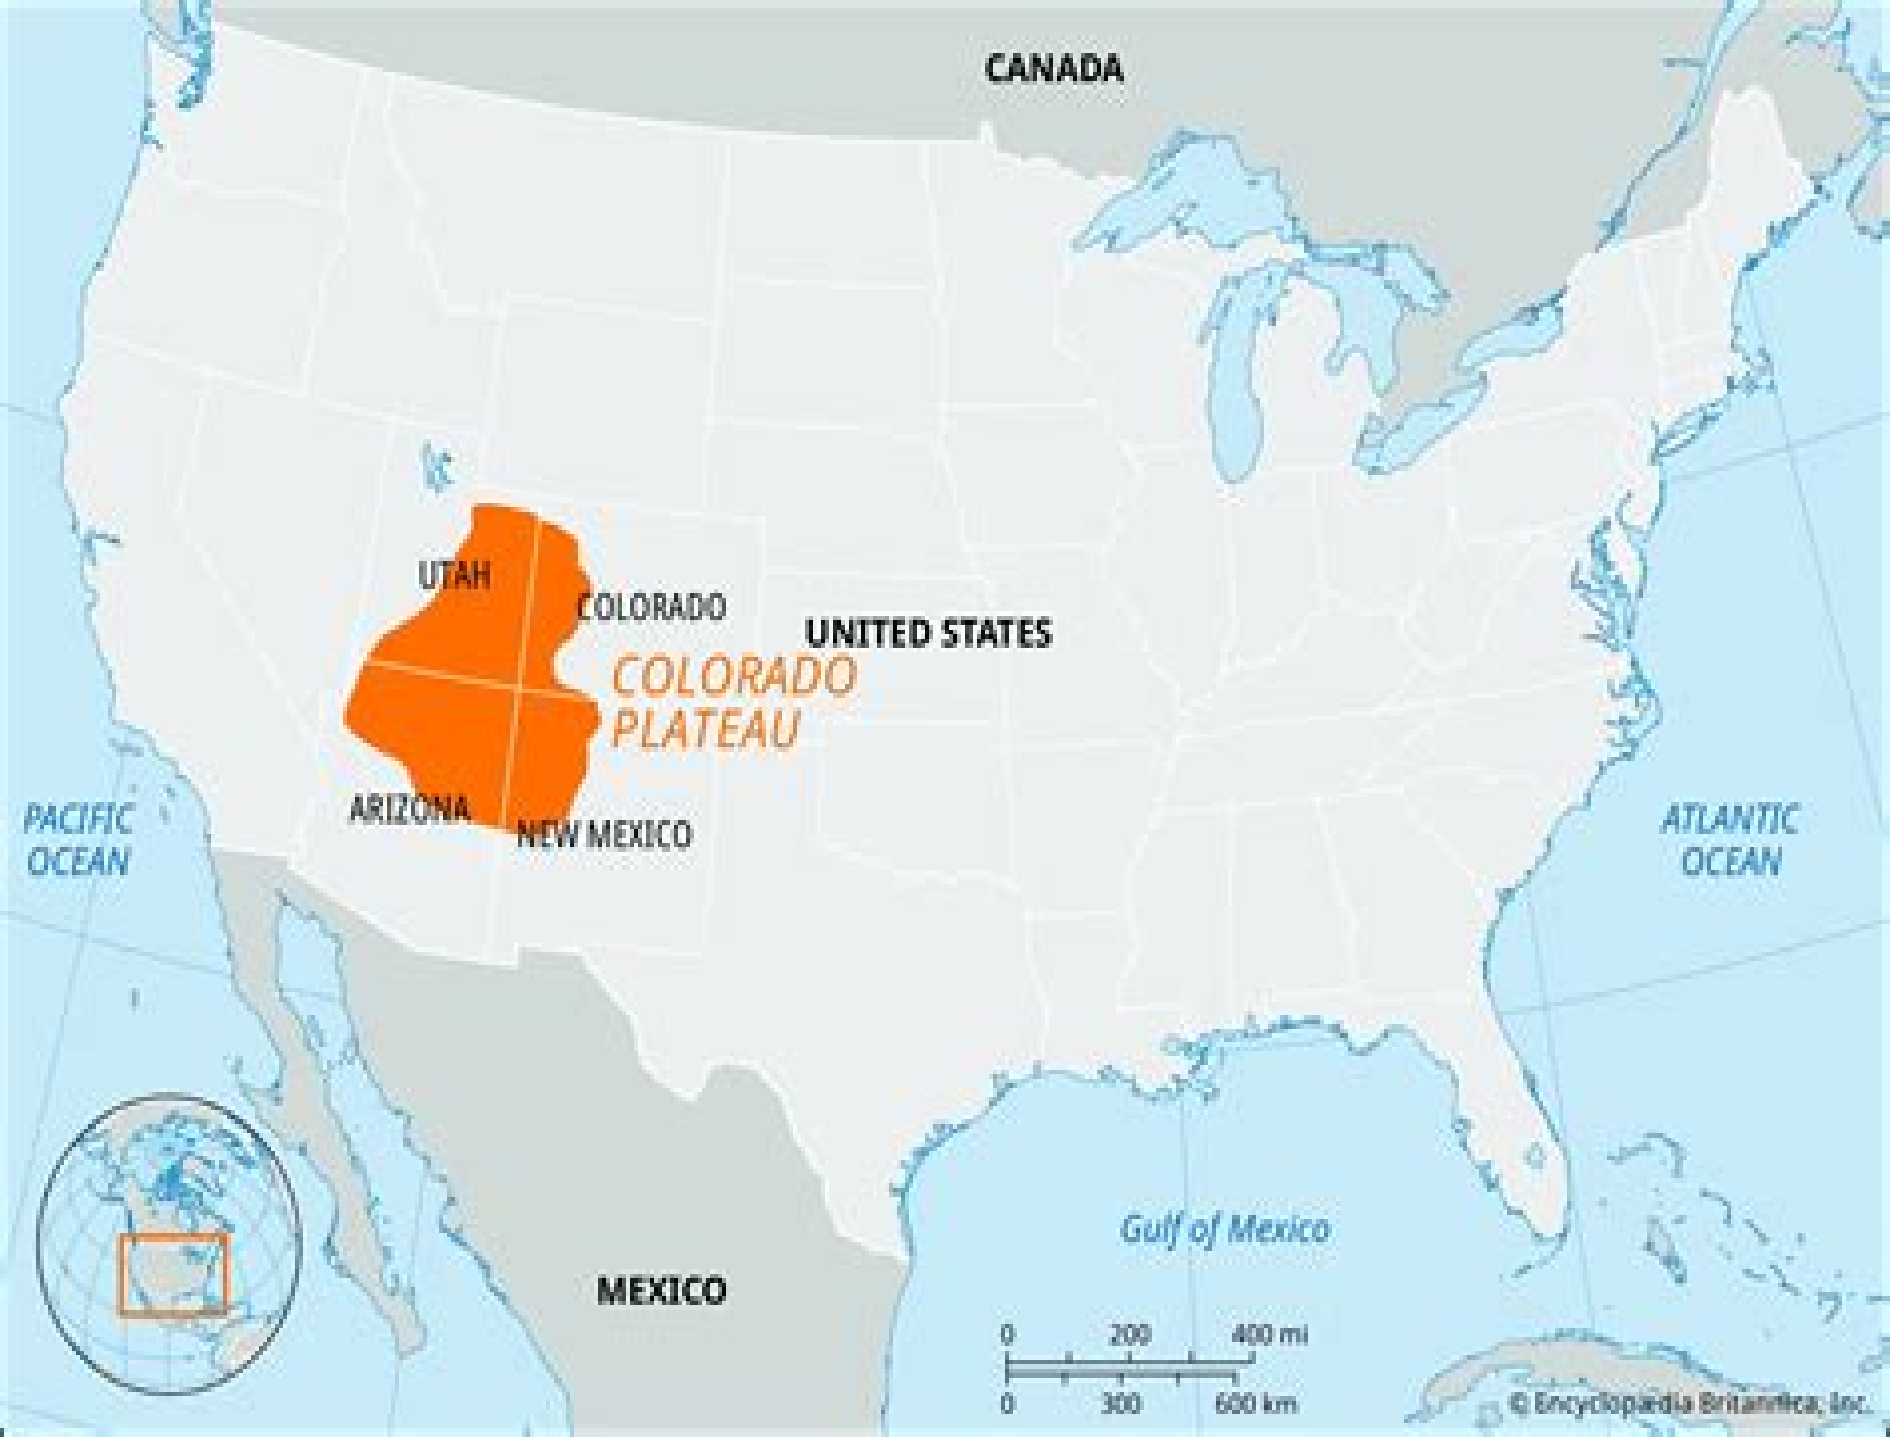 CANADA
UTAH
COLORADO
UNITED STATES
COLORADO
PLATEAU
ARIZONA
NEW MEXICO
PACIFIC
OCEAN
ATLANTIC
OCEAN
Gulf of Mexico
MEXICO
0 200 400 mi
0 300 600 km
© Encyclopædia Britannica, Inc.